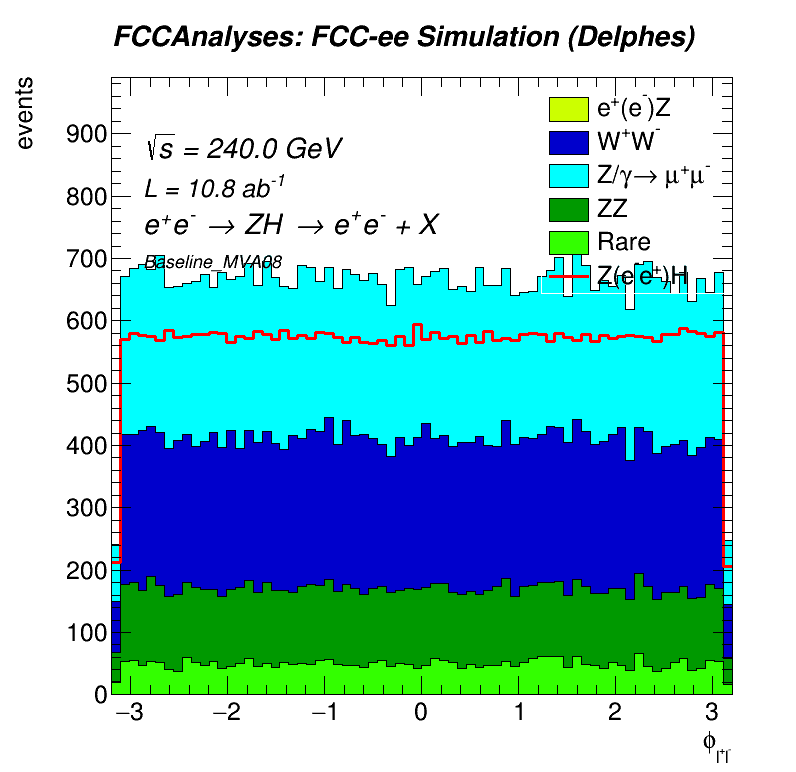 FCCAnalyses: FCC-ee Simulation (Delphes)
events
√s = 240.0 GeV
L = 10.8 ab⁻¹
e⁺e⁻ → ZH → e⁺e⁻ + X
Baseline_MVA08
e⁺(e⁻)Z
W⁺W⁻
Z/γ→ μ⁺μ⁻
ZZ
Rare
Z(e⁻e⁺)H
900
800
700
600
500
400
300
200
100
0
−3 −2 −1 0 1 2 3
ϕ_l⁺l⁻